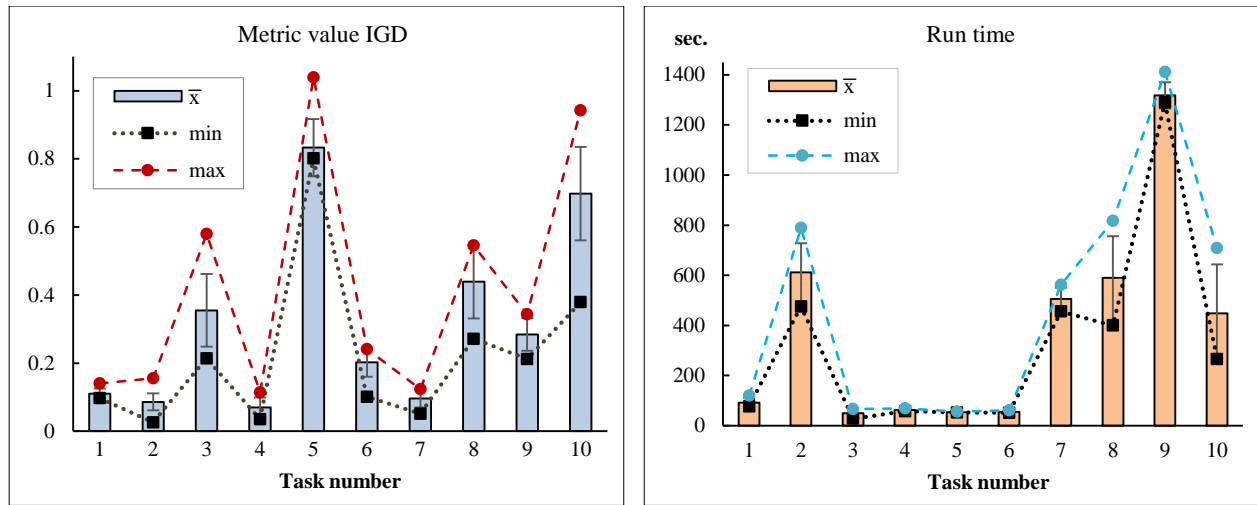 Metric value IGD
1
0.8
0.6
0.4
0.2
0
x̅
min
max
1 2 3 4 5 6 7 8 9 10
Task number
Run time
sec.
1400
1200
1000
800
600
400
200
0
x̅
min
max
1 2 3 4 5 6 7 8 9 10
Task number